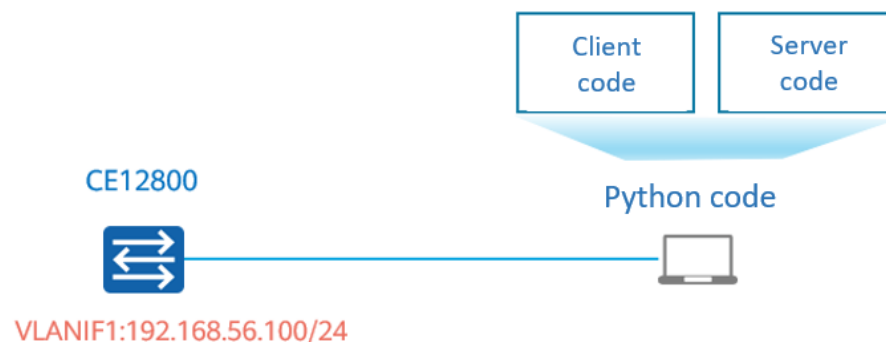 Client
code
Server
code
CE12800
Python code
VLANIF1:192.168.56.100/24